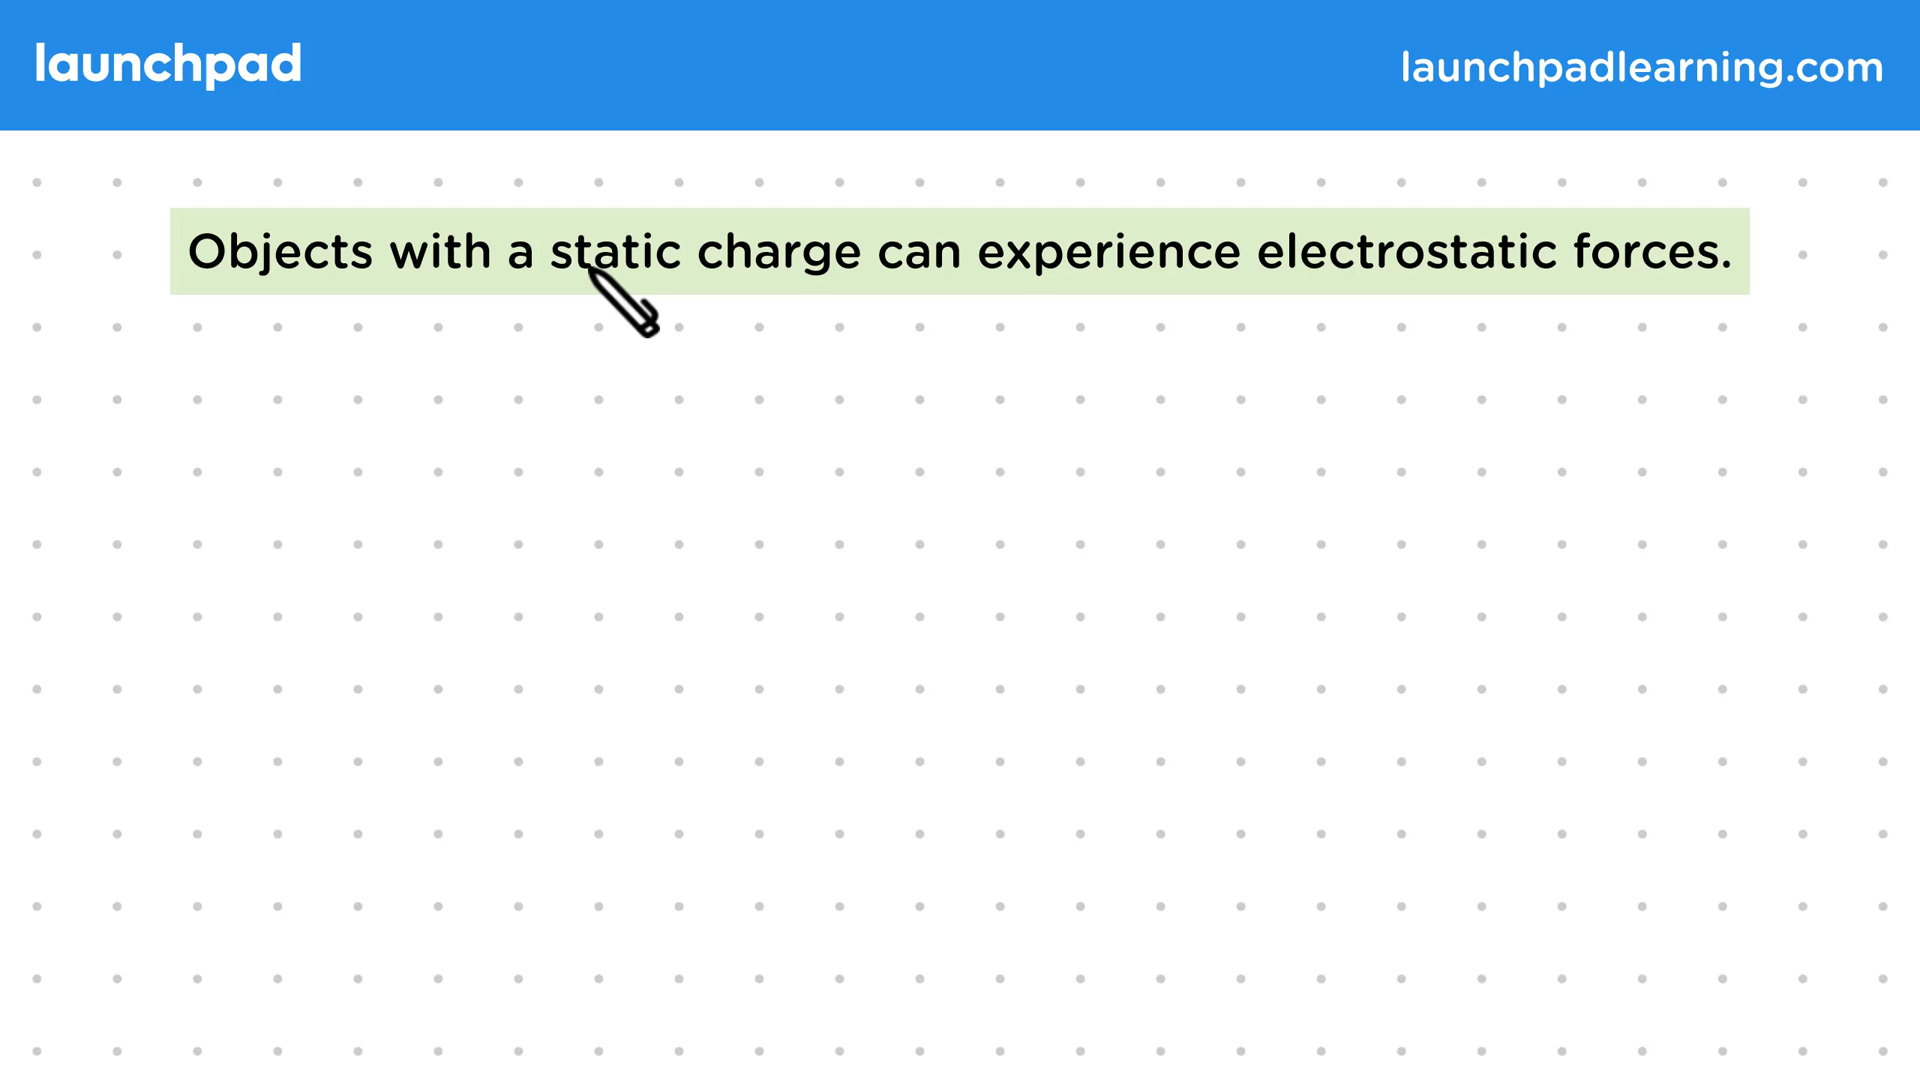 launchpad
launchpadlearning.com
Objects with a static charge can experience electrostatic forces.